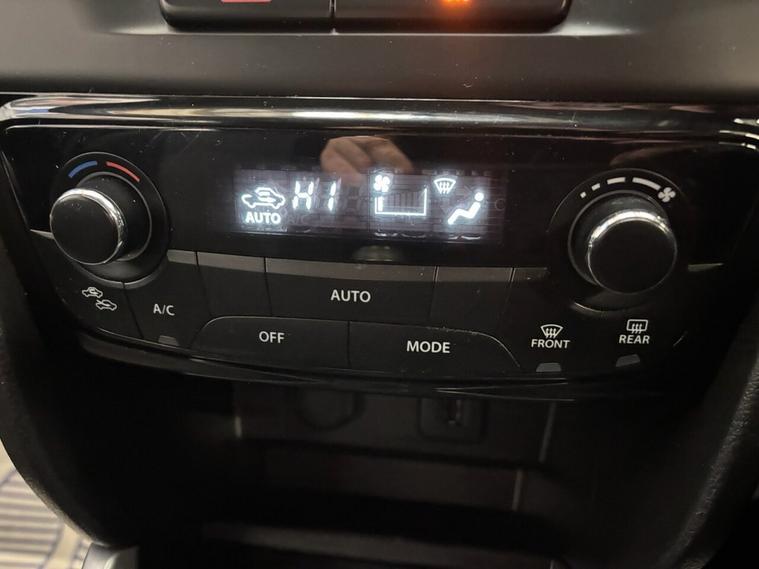 HI
AUTO
A/C
AUTO
OFF
MODE
FRONT
REAR